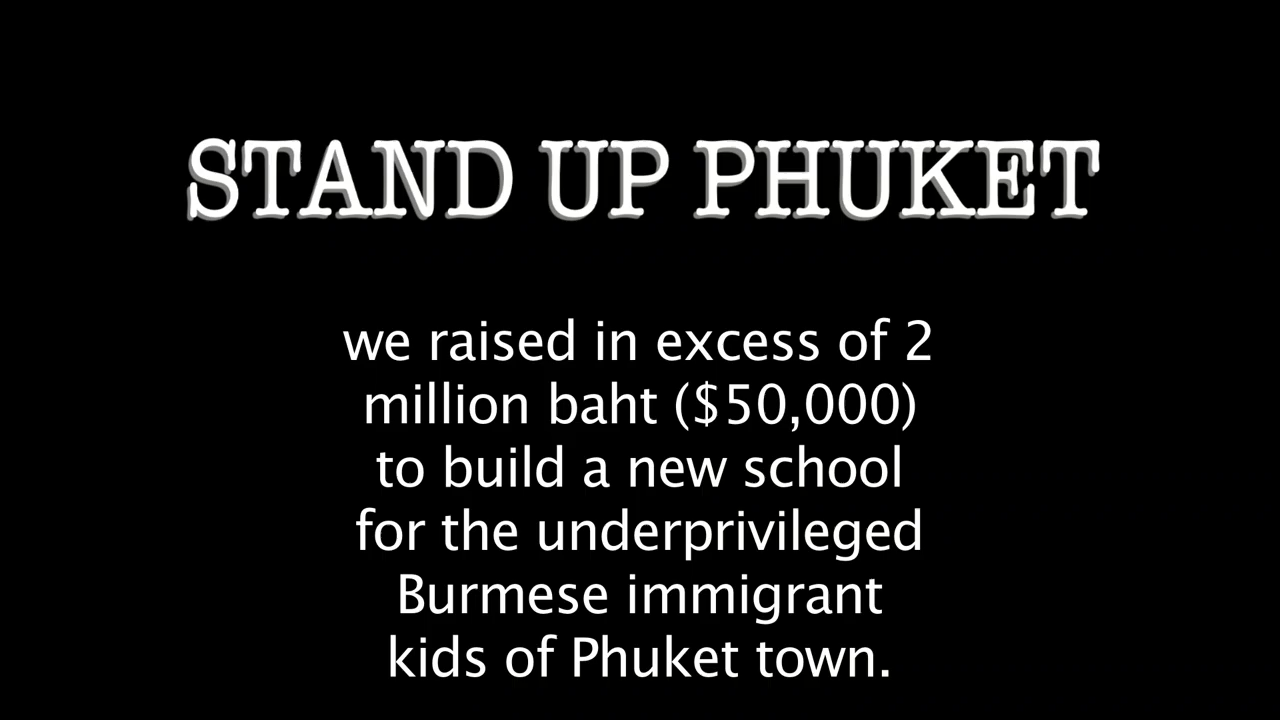 STAND UP PHUKET
we raised in excess of 2
million baht ($50,000)
to build a new school
for the underprivileged
Burmese immigrant
kids of Phuket town.